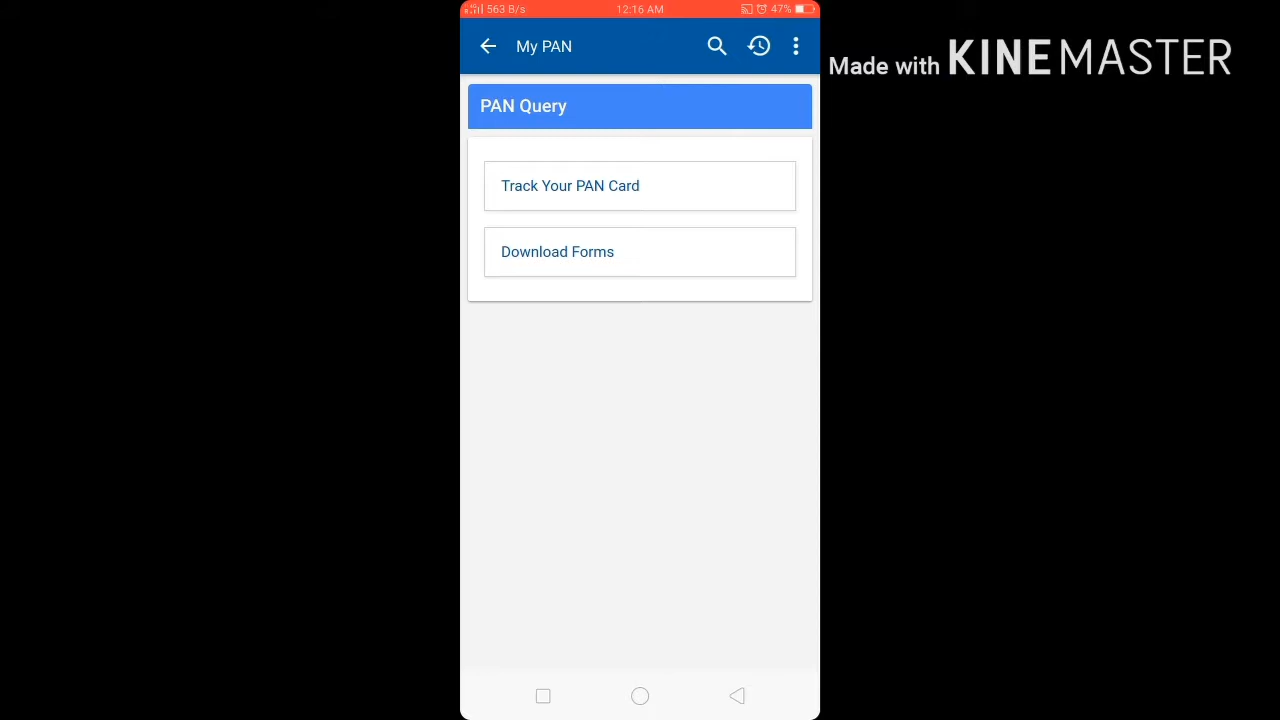 563 B/s 12:16 AM 47%
My PAN
Made with KINEMASTER
PAN Query
Track Your PAN Card
Download Forms